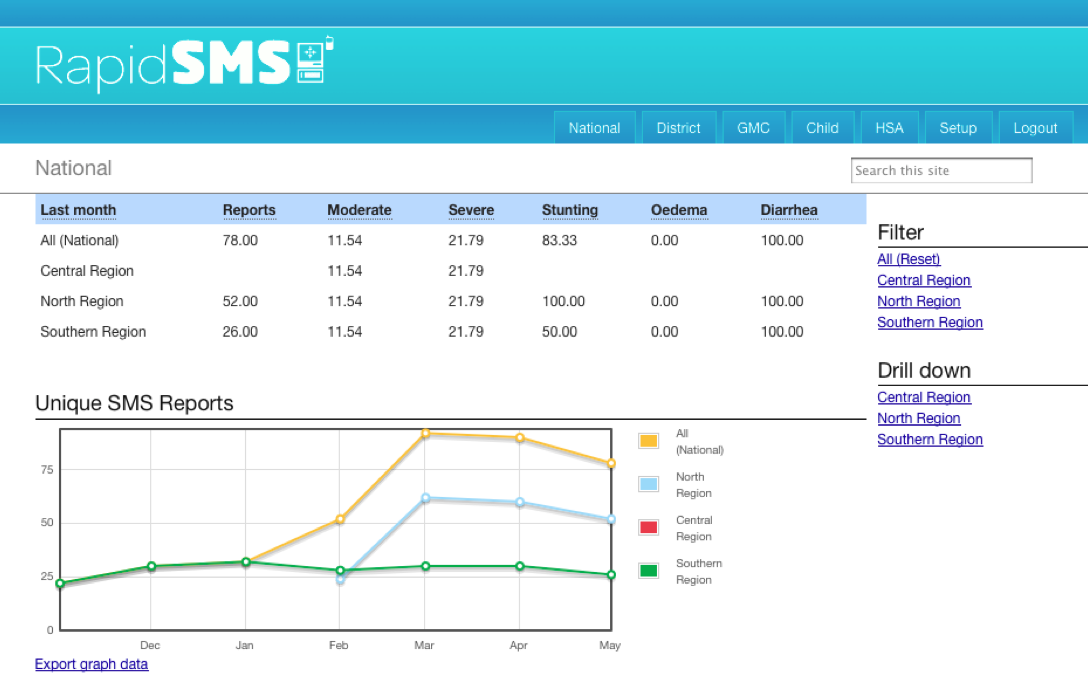 RapidSMS
National District GMC Child HSA Setup Logout
National
Search this site
Last month Reports Moderate Severe Stunting Oedema Diarrhea
All (National) 78.00 11.54 21.79 83.33 0.00 100.00
Central Region 11.54 21.79
North Region 52.00 11.54 21.79 100.00 0.00 100.00
Southern Region 26.00 11.54 21.79 50.00 0.00 100.00
Filter
All (Reset)
Central Region
North Region
Southern Region
Drill down
Central Region
North Region
Southern Region
Unique SMS Reports
75
50
25
0
Dec Jan Feb Mar Apr May
All
(National)
North
Region
Central
Region
Southern
Region
Export graph data